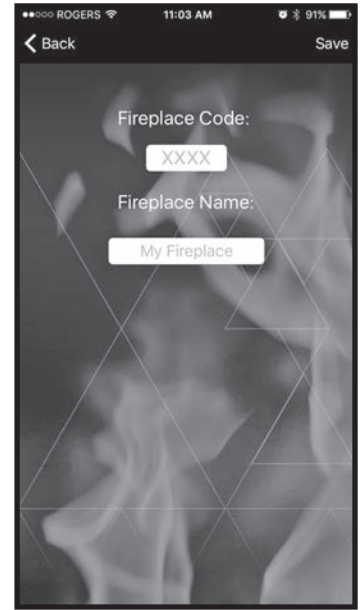 ROGERS 11:03 AM 91%
Back Save
Fireplace Code:
XXXX
Fireplace Name:
My Fireplace